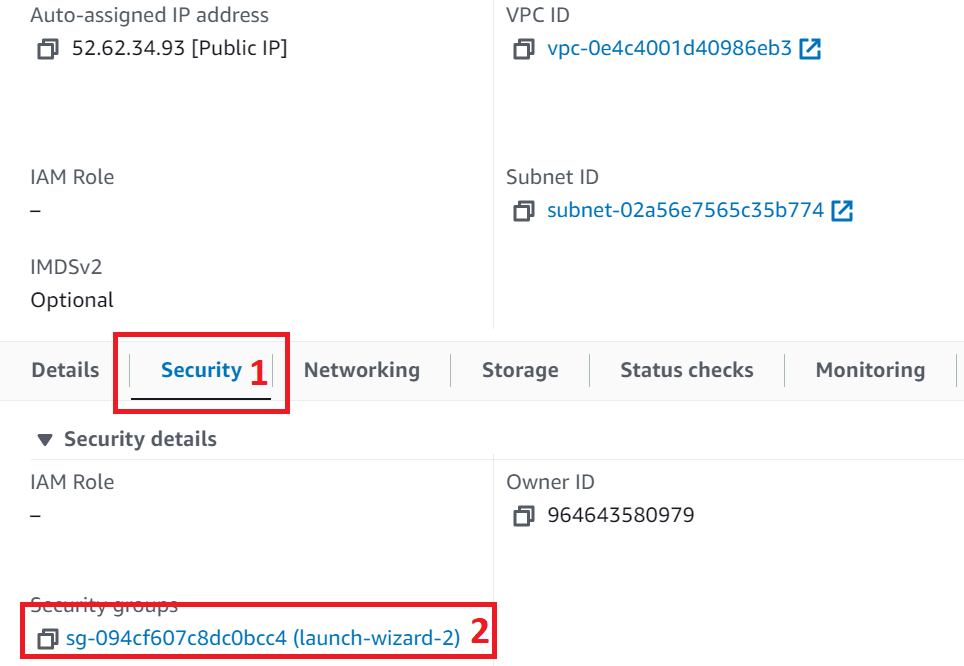 Auto-assigned IP address
52.62.34.93 [Public IP]
VPC ID
vpc-0e4c4001d40986eb3
IAM Role
–
Subnet ID
subnet-02a56e7565c35b774
IMDSv2
Optional
Details
Security
1
Networking
Storage
Status checks
Monitoring
Security details
IAM Role
–
Owner ID
964643580979
Security groups
sg-094cf607c8dc0bcc4 (launch-wizard-2)
2